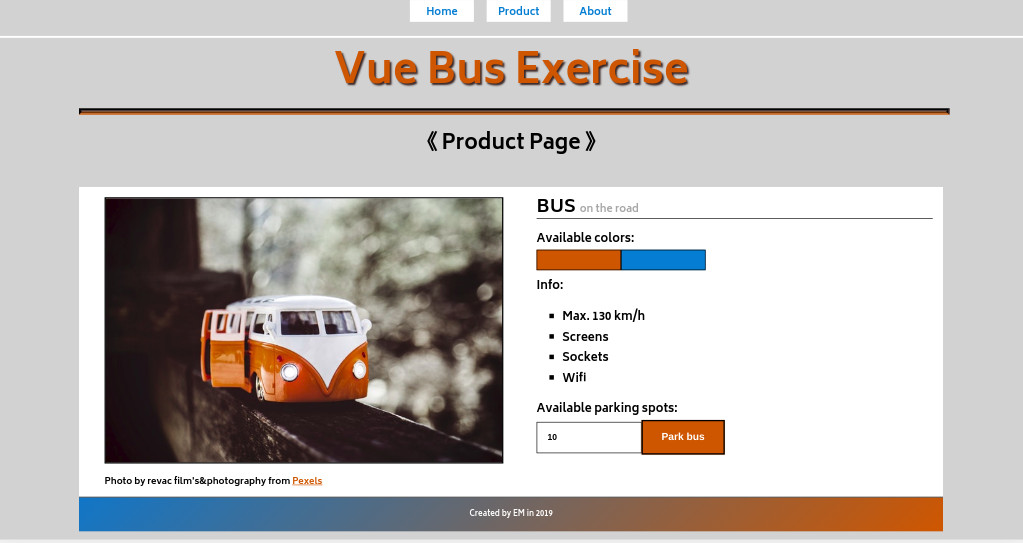 Home Product About
Vue Bus Exercise
《 Product Page 》
BUS on the road
Available colors:
Info:
Max. 130 km/h
Screens
Sockets
Wifi
Available parking spots:
10 Park bus
Photo by revac film's&photography from Pexels
Created by EM in 2019